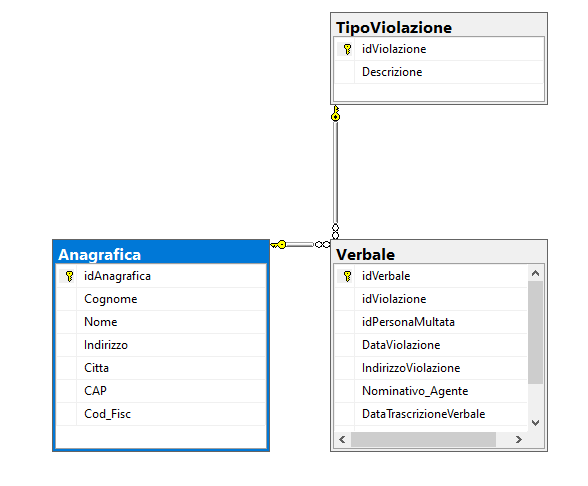 TipoViolazione
idViolazione
Descrizione
Anagrafica
idAnagrafica
Cognome
Nome
Indirizzo
Citta
CAP
Cod_Fisc
Verbale
idVerbale
idViolazione
idPersonaMultata
DataViolazione
IndirizzoViolazione
Nominativo_Agente
DataTrascrizioneVerbale